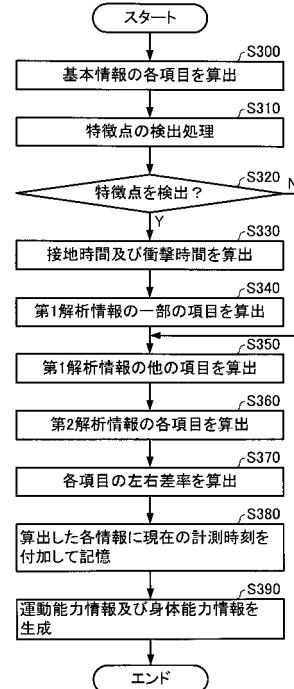 スタート
S300
基本情報の各項目を算出
S310
特徴点の検出処理
S320
特徴点を検出?
N
Y
S330
接地時間及び衝撃時間を算出
S340
第1解析情報の一部の項目を算出
S350
第1解析情報の他の項目を算出
S360
第2解析情報の各項目を算出
S370
各項目の左右差率を算出
S380
算出した各情報に現在の計測時刻を
付加して記憶
S390
運動能力情報及び身体能力情報を
生成
エンド